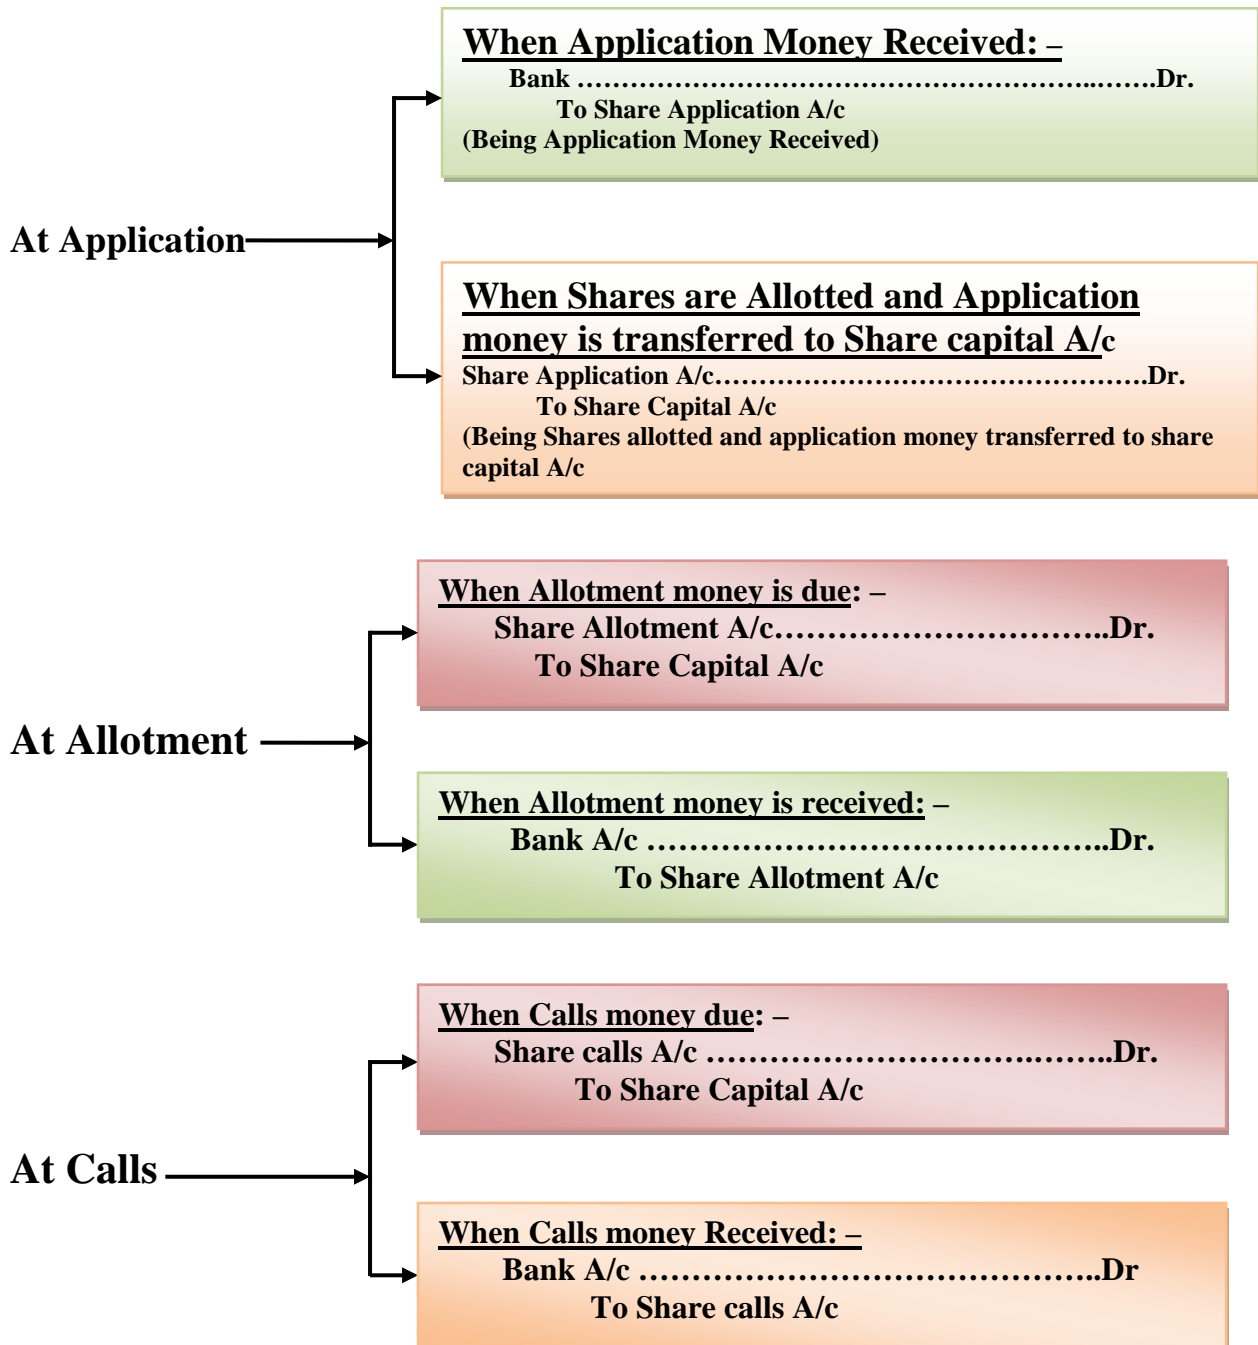 When Application Money Received: –
Bank …………………………………………………...…….Dr.
To Share Application A/c
(Being Application Money Received)
At Application
When Shares are Allotted and Application
money is transferred to Share capital A/c
Share Application A/c…………………………………………….Dr.
To Share Capital A/c
(Being Shares allotted and application money transferred to share
capital A/c
When Allotment money is due: –
Share Allotment A/c…………………………..Dr.
To Share Capital A/c
At Allotment
When Allotment money is received: –
Bank A/c ……………………………………..Dr.
To Share Allotment A/c
When Calls money due: –
Share calls A/c ………………………….……..Dr.
To Share Capital A/c
At Calls
When Calls money Received: –
Bank A/c ……………………………………..Dr
To Share calls A/c